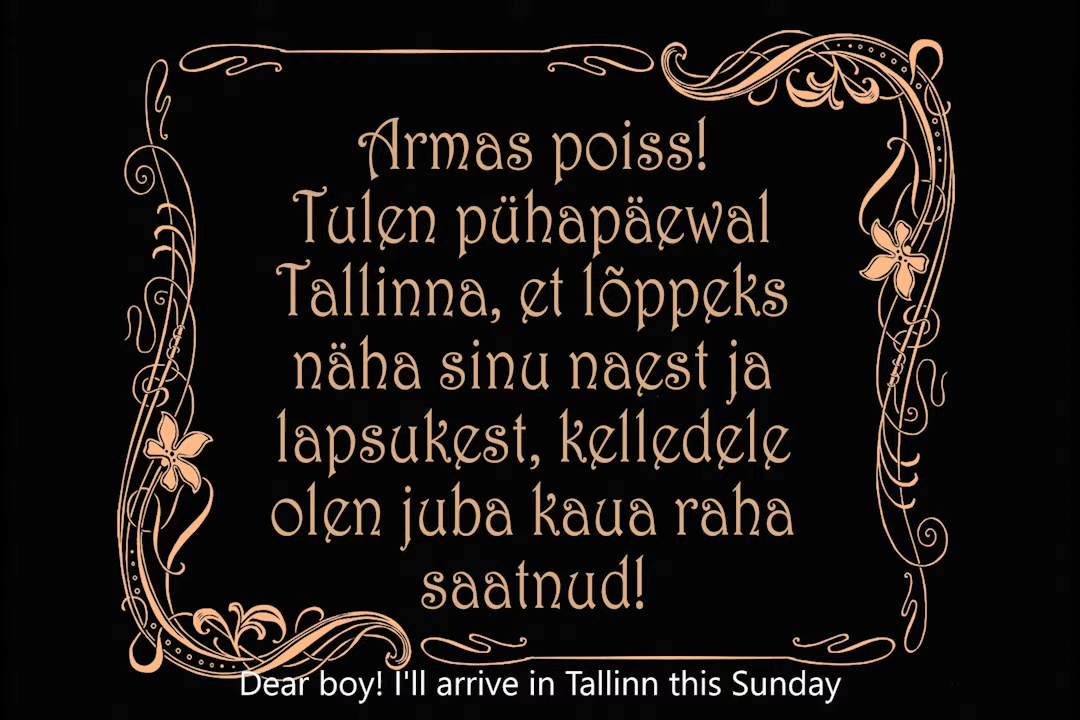 Armas poiss!
Tulen pühapäewal
Tallinna, et lõppeks
näha sinu naest ja
lapsukest, kelledele
olen juba kaua raha
saatnud!
Dear boy! I'll arrive in Tallinn this Sunday